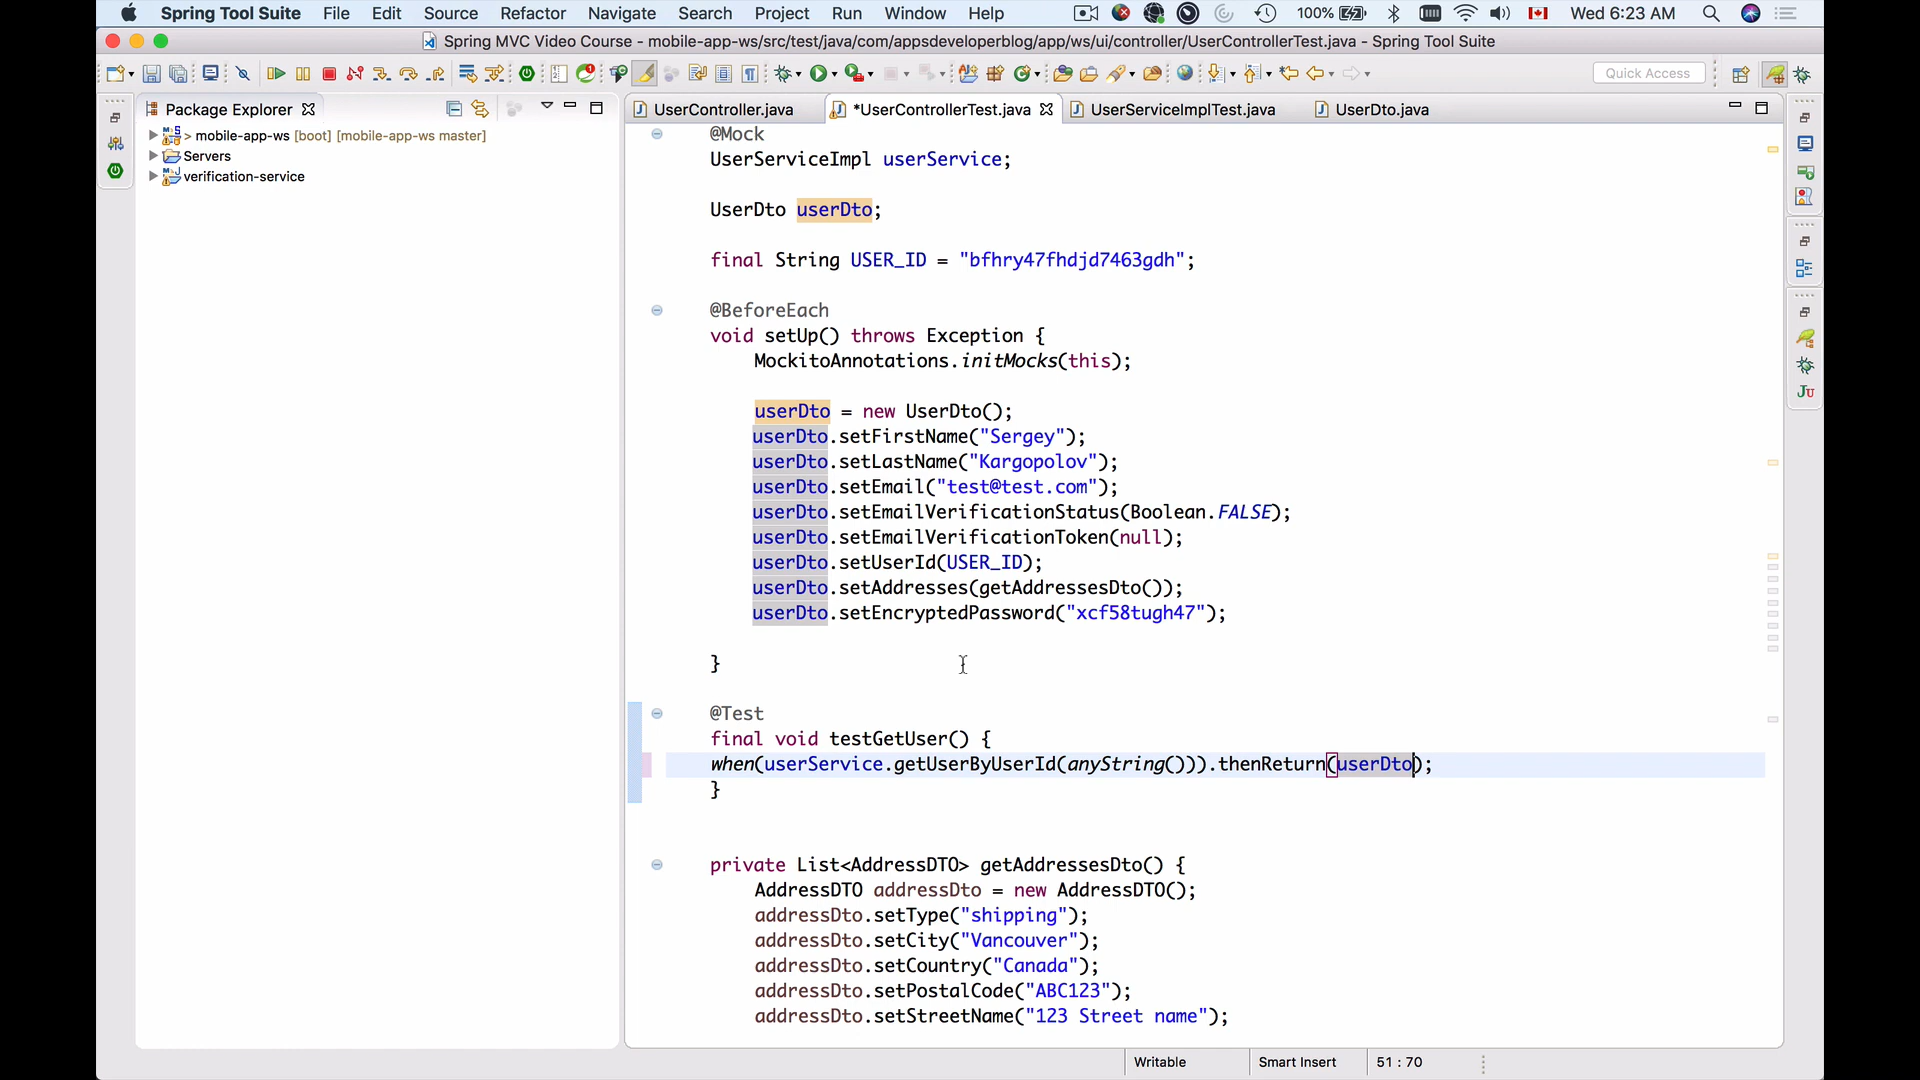 Spring Tool Suite File Edit Source Refactor Navigate Search Project Run Window Help 100% Wed 6:23 AM
Spring MVC Video Course - mobile-app-ws/src/test/java/com/appsdeveloperblog/app/ws/ui/controller/UserControllerTest.java - Spring Tool Suite
Quick Access
Package Explorer
UserController.java *UserControllerTest.java UserServiceImplTest.java UserDto.java
> mobile-app-ws [boot] [mobile-app-ws master]
Servers
verification-service
@Mock
UserServiceImpl userService;
UserDto userDto;
final String USER_ID = "bfhry47fhdjd7463gdh";
@BeforeEach
void setUp() throws Exception {
MockitoAnnotations.initMocks(this);
userDto = new UserDto();
userDto.setFirstName("Sergey");
userDto.setLastName("Kargopolov");
userDto.setEmail("test@test.com");
userDto.setEmailVerificationStatus(Boolean.FALSE);
userDto.setEmailVerificationToken(null);
userDto.setUserId(USER_ID);
userDto.setAddresses(getAddressesDto());
userDto.setEncryptedPassword("xcf58tugh47");
}
@Test
final void testGetUser() {
when(userService.getUserByUserId(anyString())).thenReturn(userDto);
}
private List<AddressDTO> getAddressesDto() {
AddressDTO addressDto = new AddressDTO();
addressDto.setType("shipping");
addressDto.setCity("Vancouver");
addressDto.setCountry("Canada");
addressDto.setPostalCode("ABC123");
addressDto.setStreetName("123 Street name");
Writable Smart Insert 51 : 70